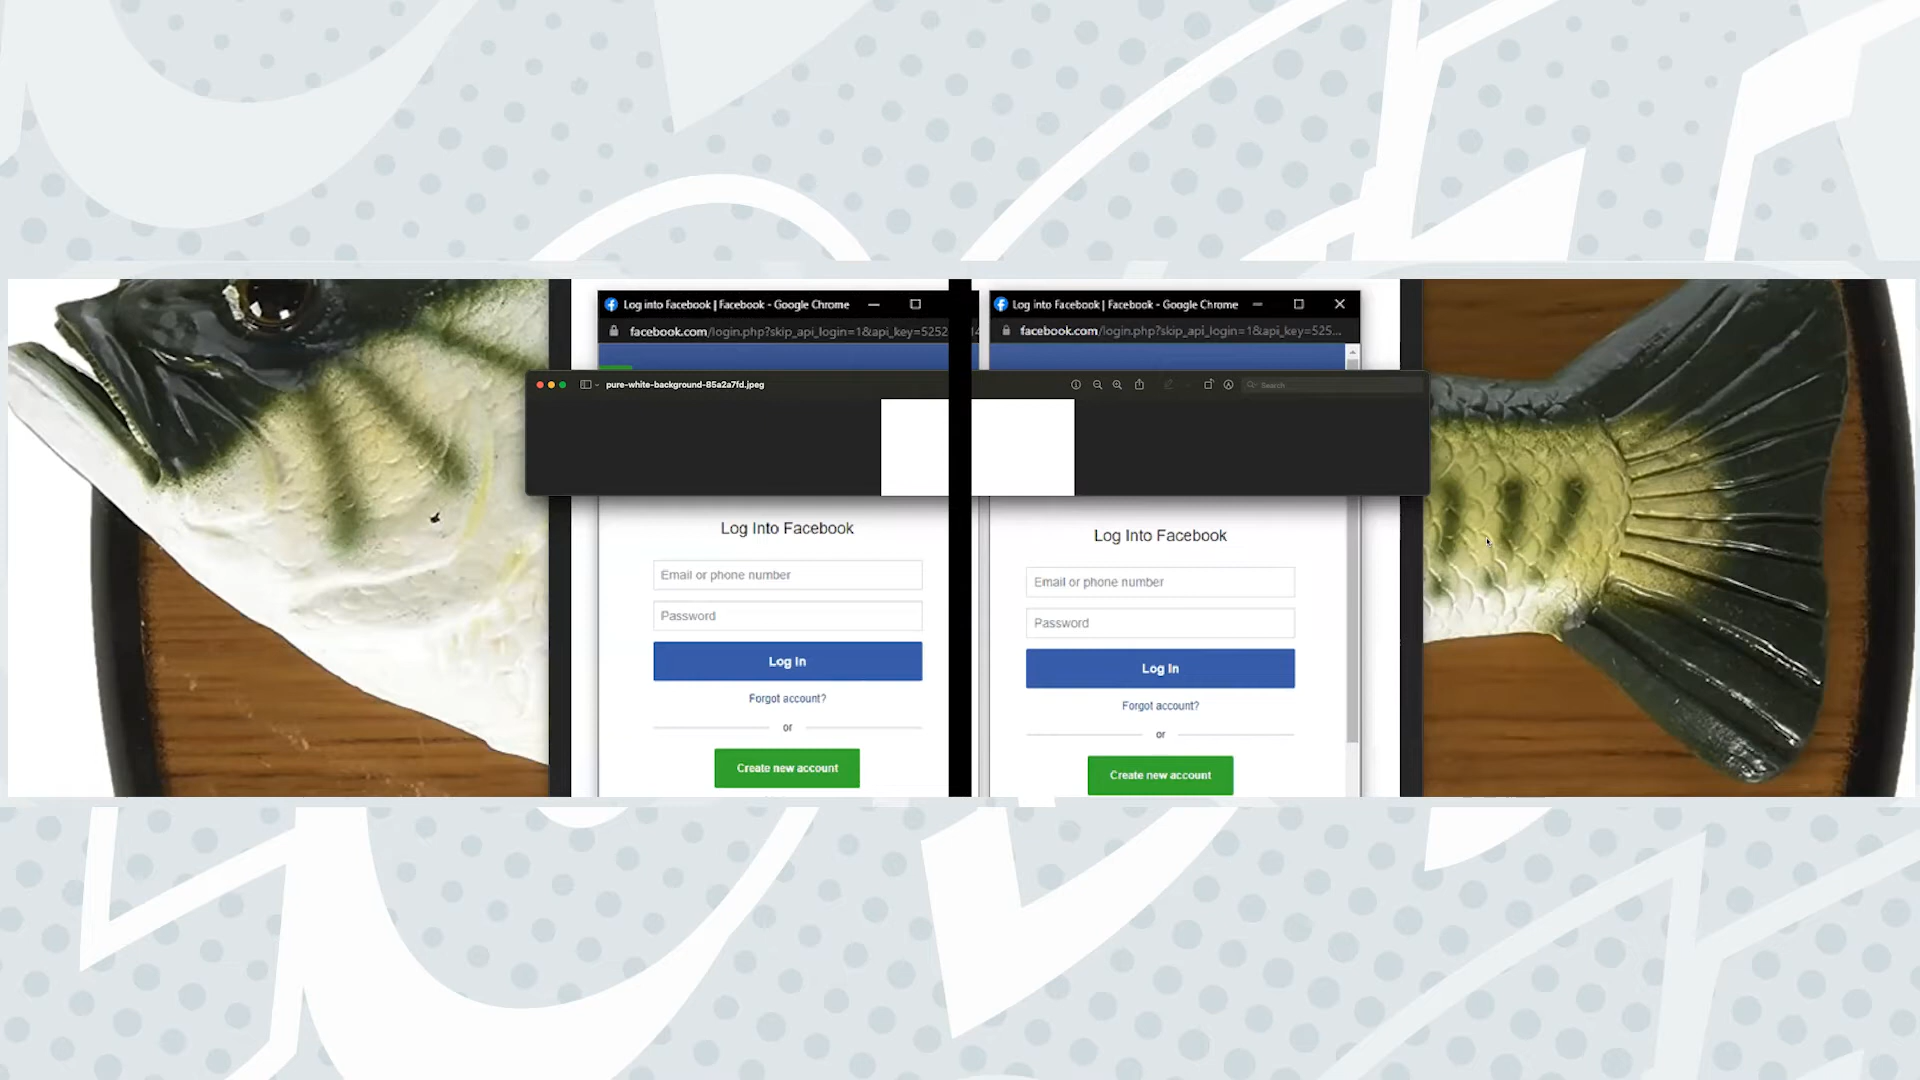 Log into Facebook | Facebook - Google Chrome
facebook.com/login.php?skip_api_login=1&api_key=5252
Log into Facebook | Facebook - Google Chrome
facebook.com/login.php?skip_api_login=1&api_key=525...
pure-white-background-85a2a7fd.jpeg
Search
Log Into Facebook
Email or phone number
Password
Log In
Forgot account?
or
Create new account
Log Into Facebook
Email or phone number
Password
Log In
Forgot account?
or
Create new account